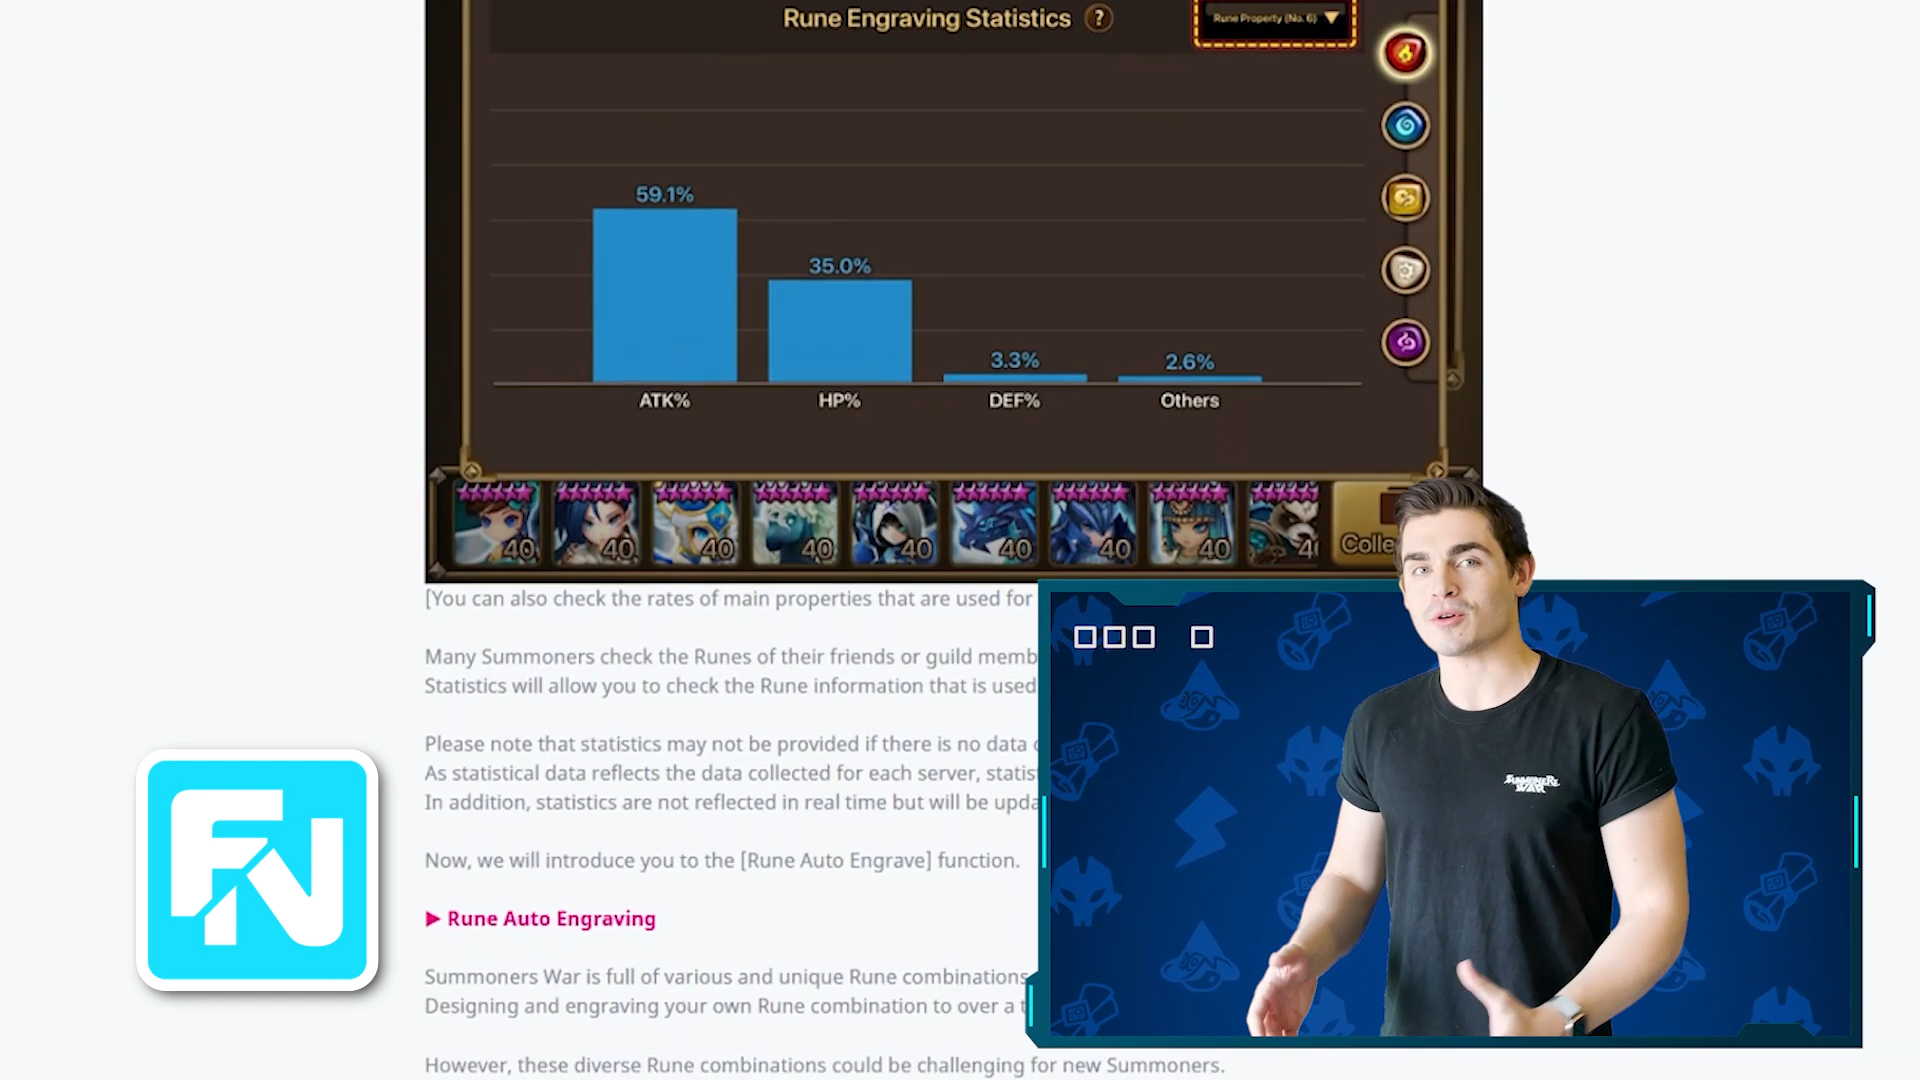 Rune Engraving Statistics ?
Rune Property (No. 6)
59.1%
35.0%
3.3%
2.6%
ATK%
HP%
DEF%
Others
40 40 40 40 40 40 40 40
[You can also check the rates of main properties that are used for
Many Summoners check the Runes of their friends or guild
Statistics will allow you to check the Rune information that is used
Please note that statistics may not be provided if there is no data
As statistical data reflects the data collected for each server,
In addition, statistics are not reflected in real time but will be
Now, we will introduce you to the [Rune Auto Engrave] function.
▶ Rune Auto Engraving
Summoners War is full of various and unique Rune combinations
Designing and engraving your own Rune combination to over a
However, these diverse Rune combinations could be challenging for new Summoners.
FN
SUMMONERS
WAR